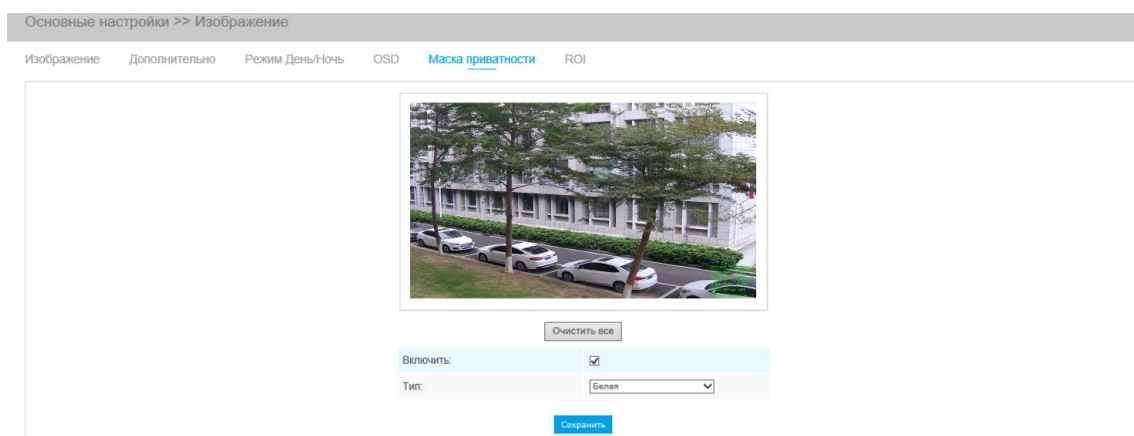 Основные настройки >> Изображение
Изображение Дополнительно Режим День/Ночь OSD Маска приватности ROI
Очистить все
Включить:
Тип: Белая
Сохранить